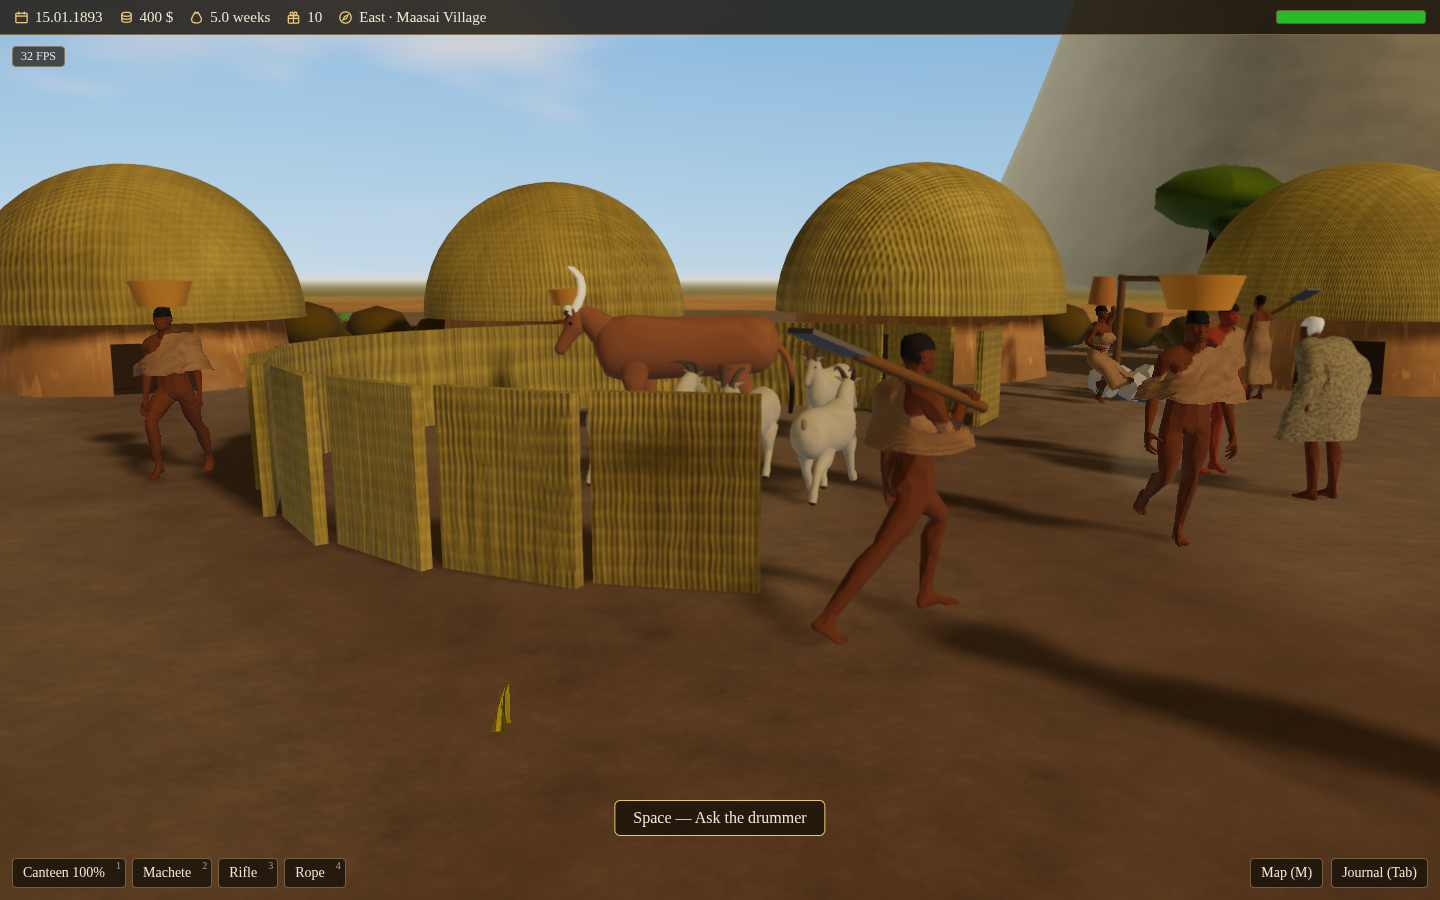 15.01.1893 400 $ 5.0 weeks 10 East · Maasai Village
32 FPS
Space — Ask the drummer
Canteen 100% 1 Machete 2 Rifle 3 Rope 4 Map (M) Journal (Tab)